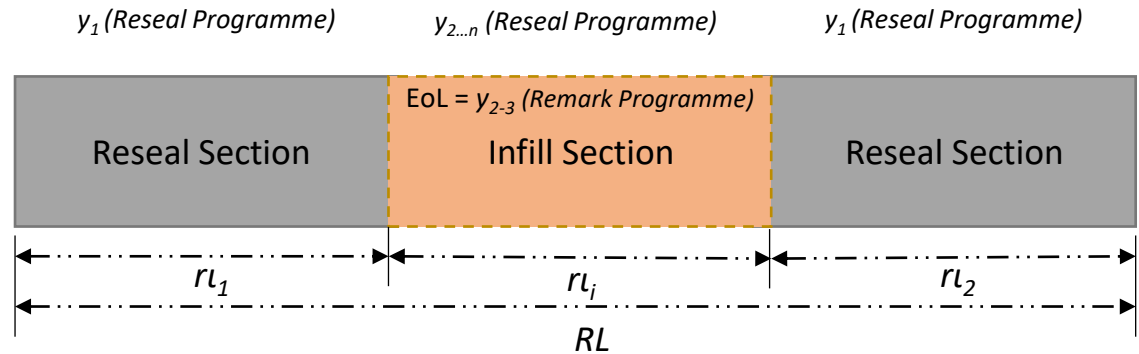 y₁ (Reseal Programme) y₂…ₙ (Reseal Programme) y₁ (Reseal Programme)
EoL = y₂₋₃ (Remark Programme)
Reseal Section Infill Section Reseal Section
rι₁ rιᵢ rι₂
RL